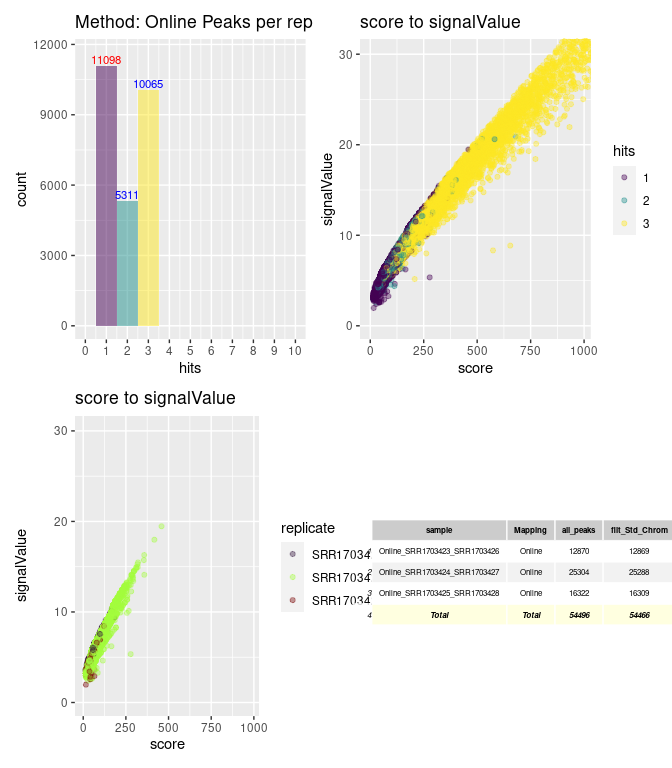 Method: Online Peaks per rep
12000
9000
6000
3000
0
count
11098
5311
10065
0 1 2 3 4 5 6 7 8 9 10
hits
score to signalValue
30
20
10
0
signalValue
0 250 500 750 1000
score
hits
1
2
3
score to signalValue
30
20
10
0
signalValue
0 250 500 750 1000
score
replicate
SRR17034
SRR17034
SRR17034
sample Mapping all_peaks filt_Std_Chrom
Online_SRR1703423_SRR1703426 Online 12870 12869
Online_SRR1703424_SRR1703427 Online 25304 25288
2
3 Online_SRR1703425_SRR1703428 Online 16322 16309
4 Total Total 54496 54466